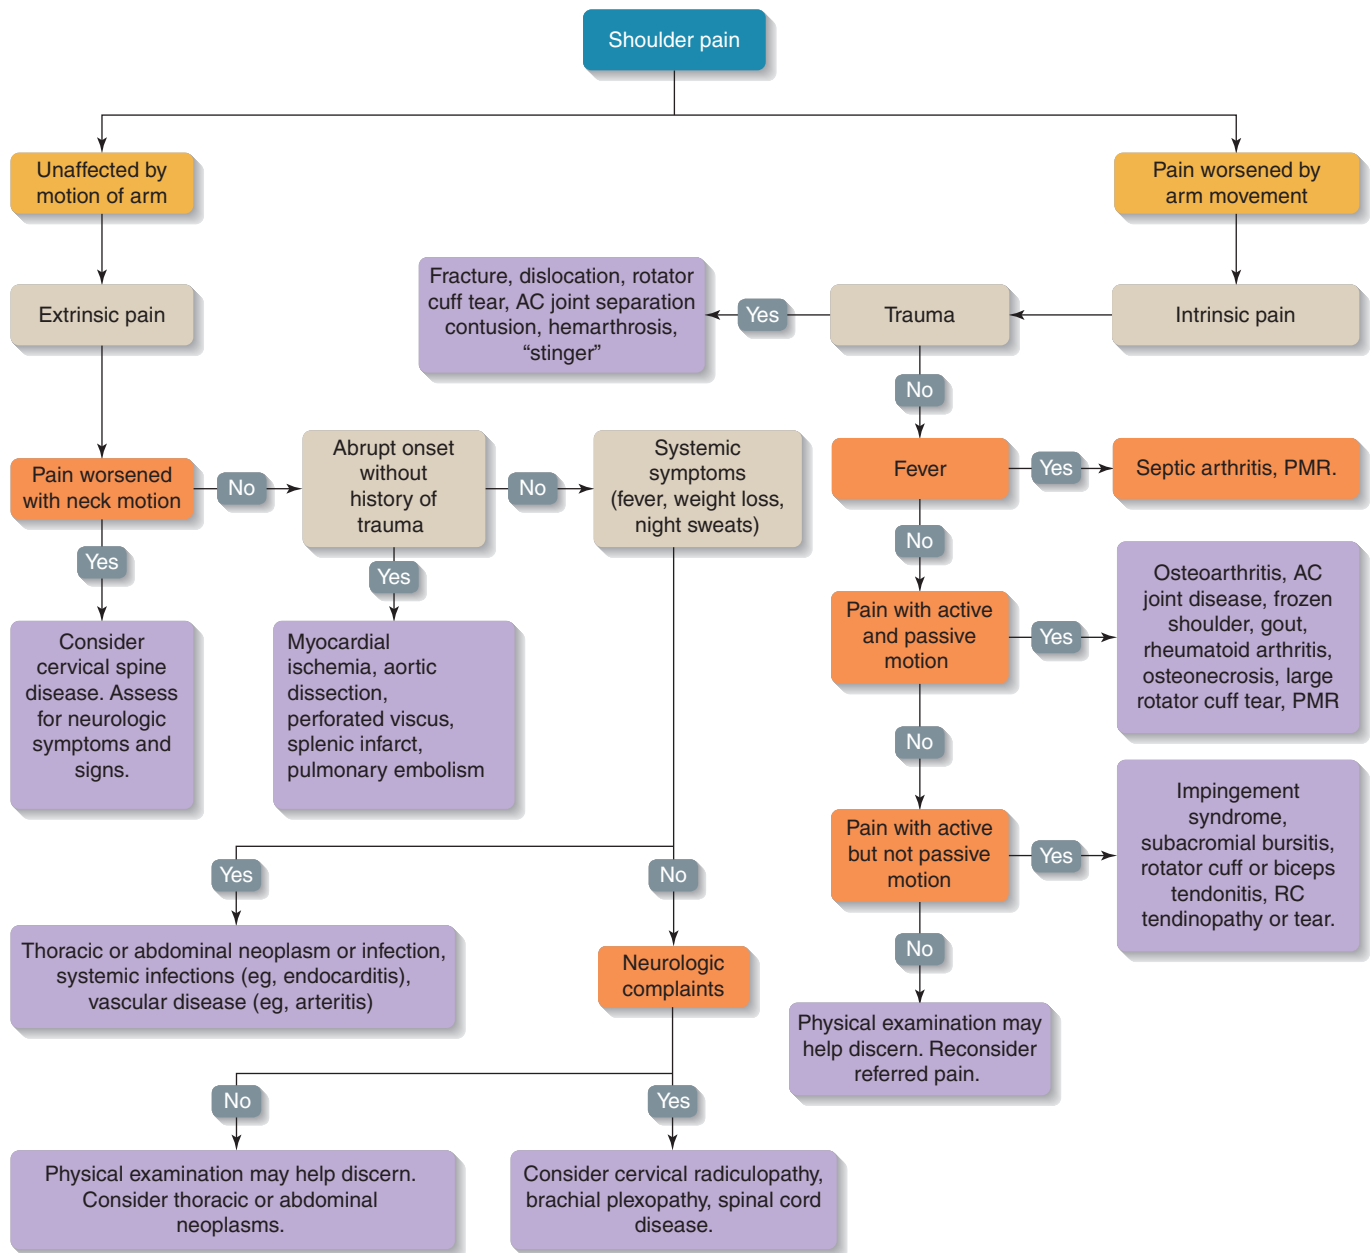 Shoulder pain
Unaffected by
motion of arm
Pain worsened by
arm movement
Extrinsic pain
Fracture, dislocation, rotator
cuff tear, AC joint separation
contusion, hemarthrosis,
“stinger”
Yes
Trauma
Intrinsic pain
No
Pain worsened
with neck motion
No
Abrupt onset
without
history of
trauma
No
Systemic
symptoms
(fever, weight loss,
night sweats)
Fever
Yes
Septic arthritis, PMR.
Yes
Yes
No
Consider
cervical spine
disease. Assess
for neurologic
symptoms and
signs.
Myocardial
ischemia, aortic
dissection,
perforated viscus,
splenic infarct,
pulmonary embolism
Pain with active
and passive
motion
Yes
Osteoarthritis, AC
joint disease, frozen
shoulder, gout,
rheumatoid arthritis,
osteonecrosis, large
rotator cuff tear, PMR
No
Pain with active
but not passive
motion
Yes
Impingement
syndrome,
subacromial bursitis,
rotator cuff or biceps
tendonitis, RC
tendinopathy or tear.
Yes
No
No
Thoracic or abdominal neoplasm or infection,
systemic infections (eg, endocarditis),
vascular disease (eg, arteritis)
Neurologic
complaints
Physical examination may
help discern. Reconsider
referred pain.
No
Yes
Physical examination may help discern.
Consider thoracic or abdominal
neoplasms.
Consider cervical radiculopathy,
brachial plexopathy, spinal cord
disease.